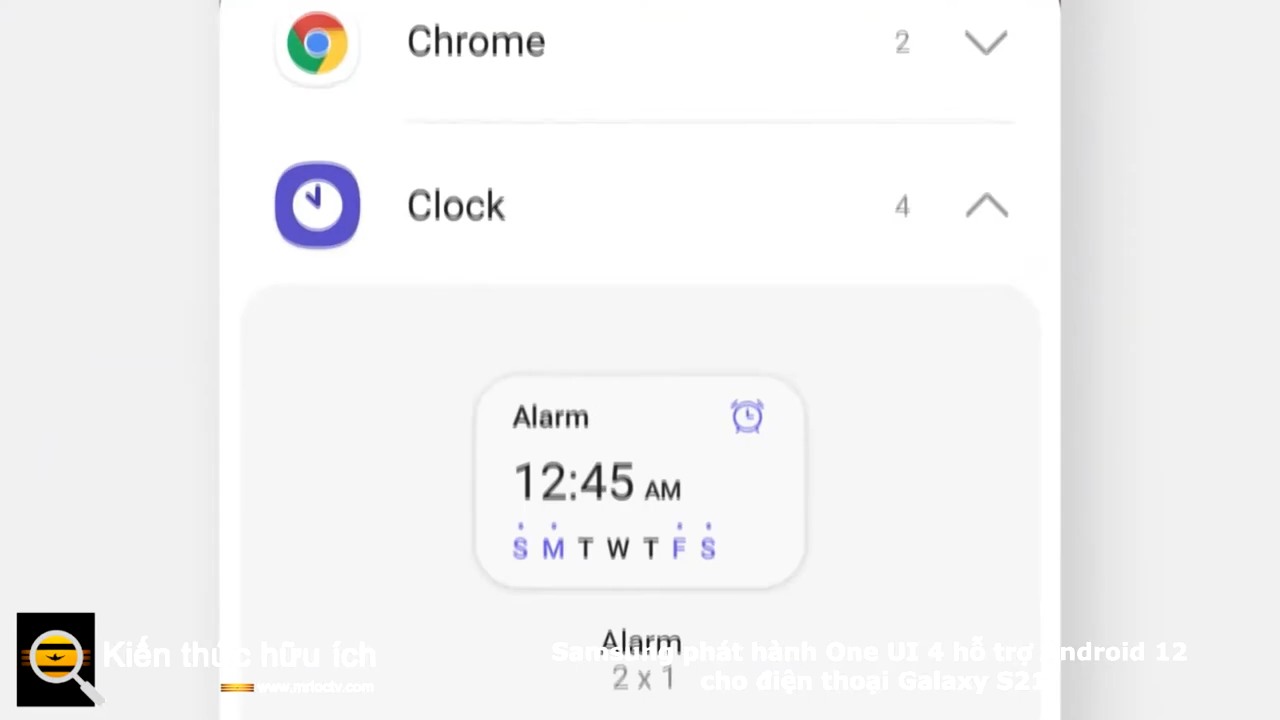 Chrome 2
Clock 4
Alarm
12:45 AM
S M T W T F S
Alarm
2 x 1
Kiến thức hữu ích
www.mrloctv.com
Samsung phát hành One UI 4 hỗ trợ Android 12
cho điện thoại Galaxy S21